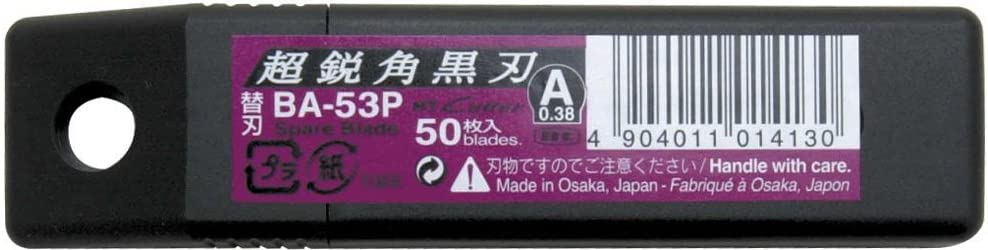 超鋭角黒刃
替刃 BA-53P
Spare Blade
NT Cutter
50枚入
blades.
A
0.38
4 904011 014130
プラ
紙
刃物ですのでご注意ください/Handle with care.
Made in Osaka, Japan - Fabriqué à Osaka, Japon